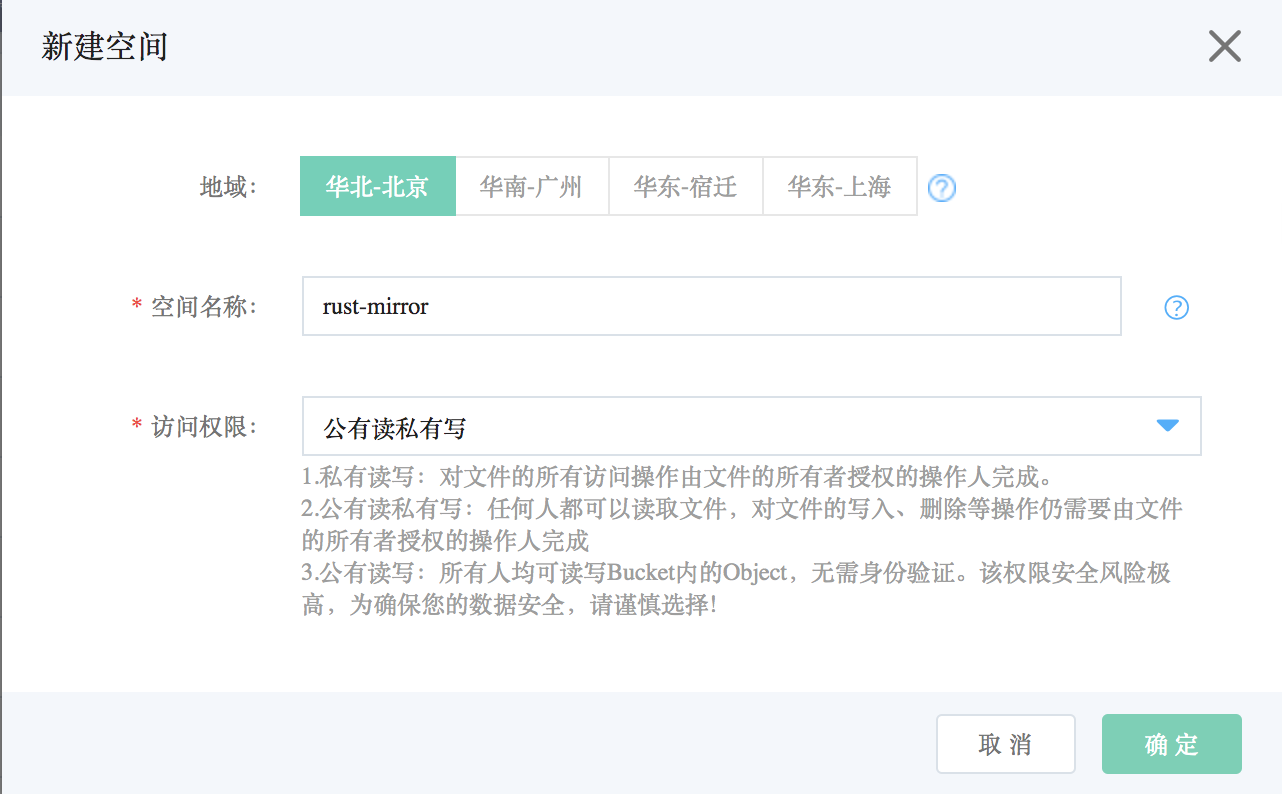 新建空间
地域： 华北-北京 华南-广州 华东-宿迁 华东-上海 ?
* 空间名称： rust-mirror ?
* 访问权限： 公有读私有写
1.私有读写：对文件的所有访问操作由文件的所有者授权的操作人完成。
2.公有读私有写：任何人都可以读取文件，对文件的写入、删除等操作仍需要由文件
的所有者授权的操作人完成
3.公有读写：所有人均可读写Bucket内的Object，无需身份验证。该权限安全风险极
高，为确保您的数据安全，请谨慎选择!
取消 确定